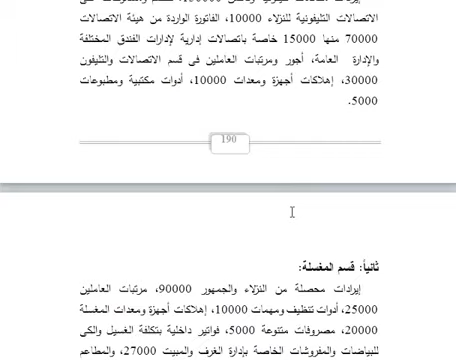 الاتصالات التليفونية للنزلاء 10000، الفاتورة الواردة من هيئة الاتصالات
70000 منها 15000 خاصة باتصالات إدارية لإدارات الفندق المختلفة
والإدارة العامة، أجور ومرتبات العاملين فى قسم الاتصالات والتليفون
30000، إهلاكات أجهزة ومعدات 10000، أدوات مكتبية ومطبوعات
5000.
190
ثانياً: قسم المغسلة:
إيرادات محصلة من النزلاء والجمهور 90000، مرتبات العاملين
25000، أدوات تنظيف ومهمات 10000، إهلاكات أجهزة ومعدات المغسلة
20000، مصروفات متنوعة 5000، فواتير داخلية بتكلفة الغسيل والكى
للبياضات والمفروشات الخاصة بإدارة الغرف والمبيت 27000، والمطاعم